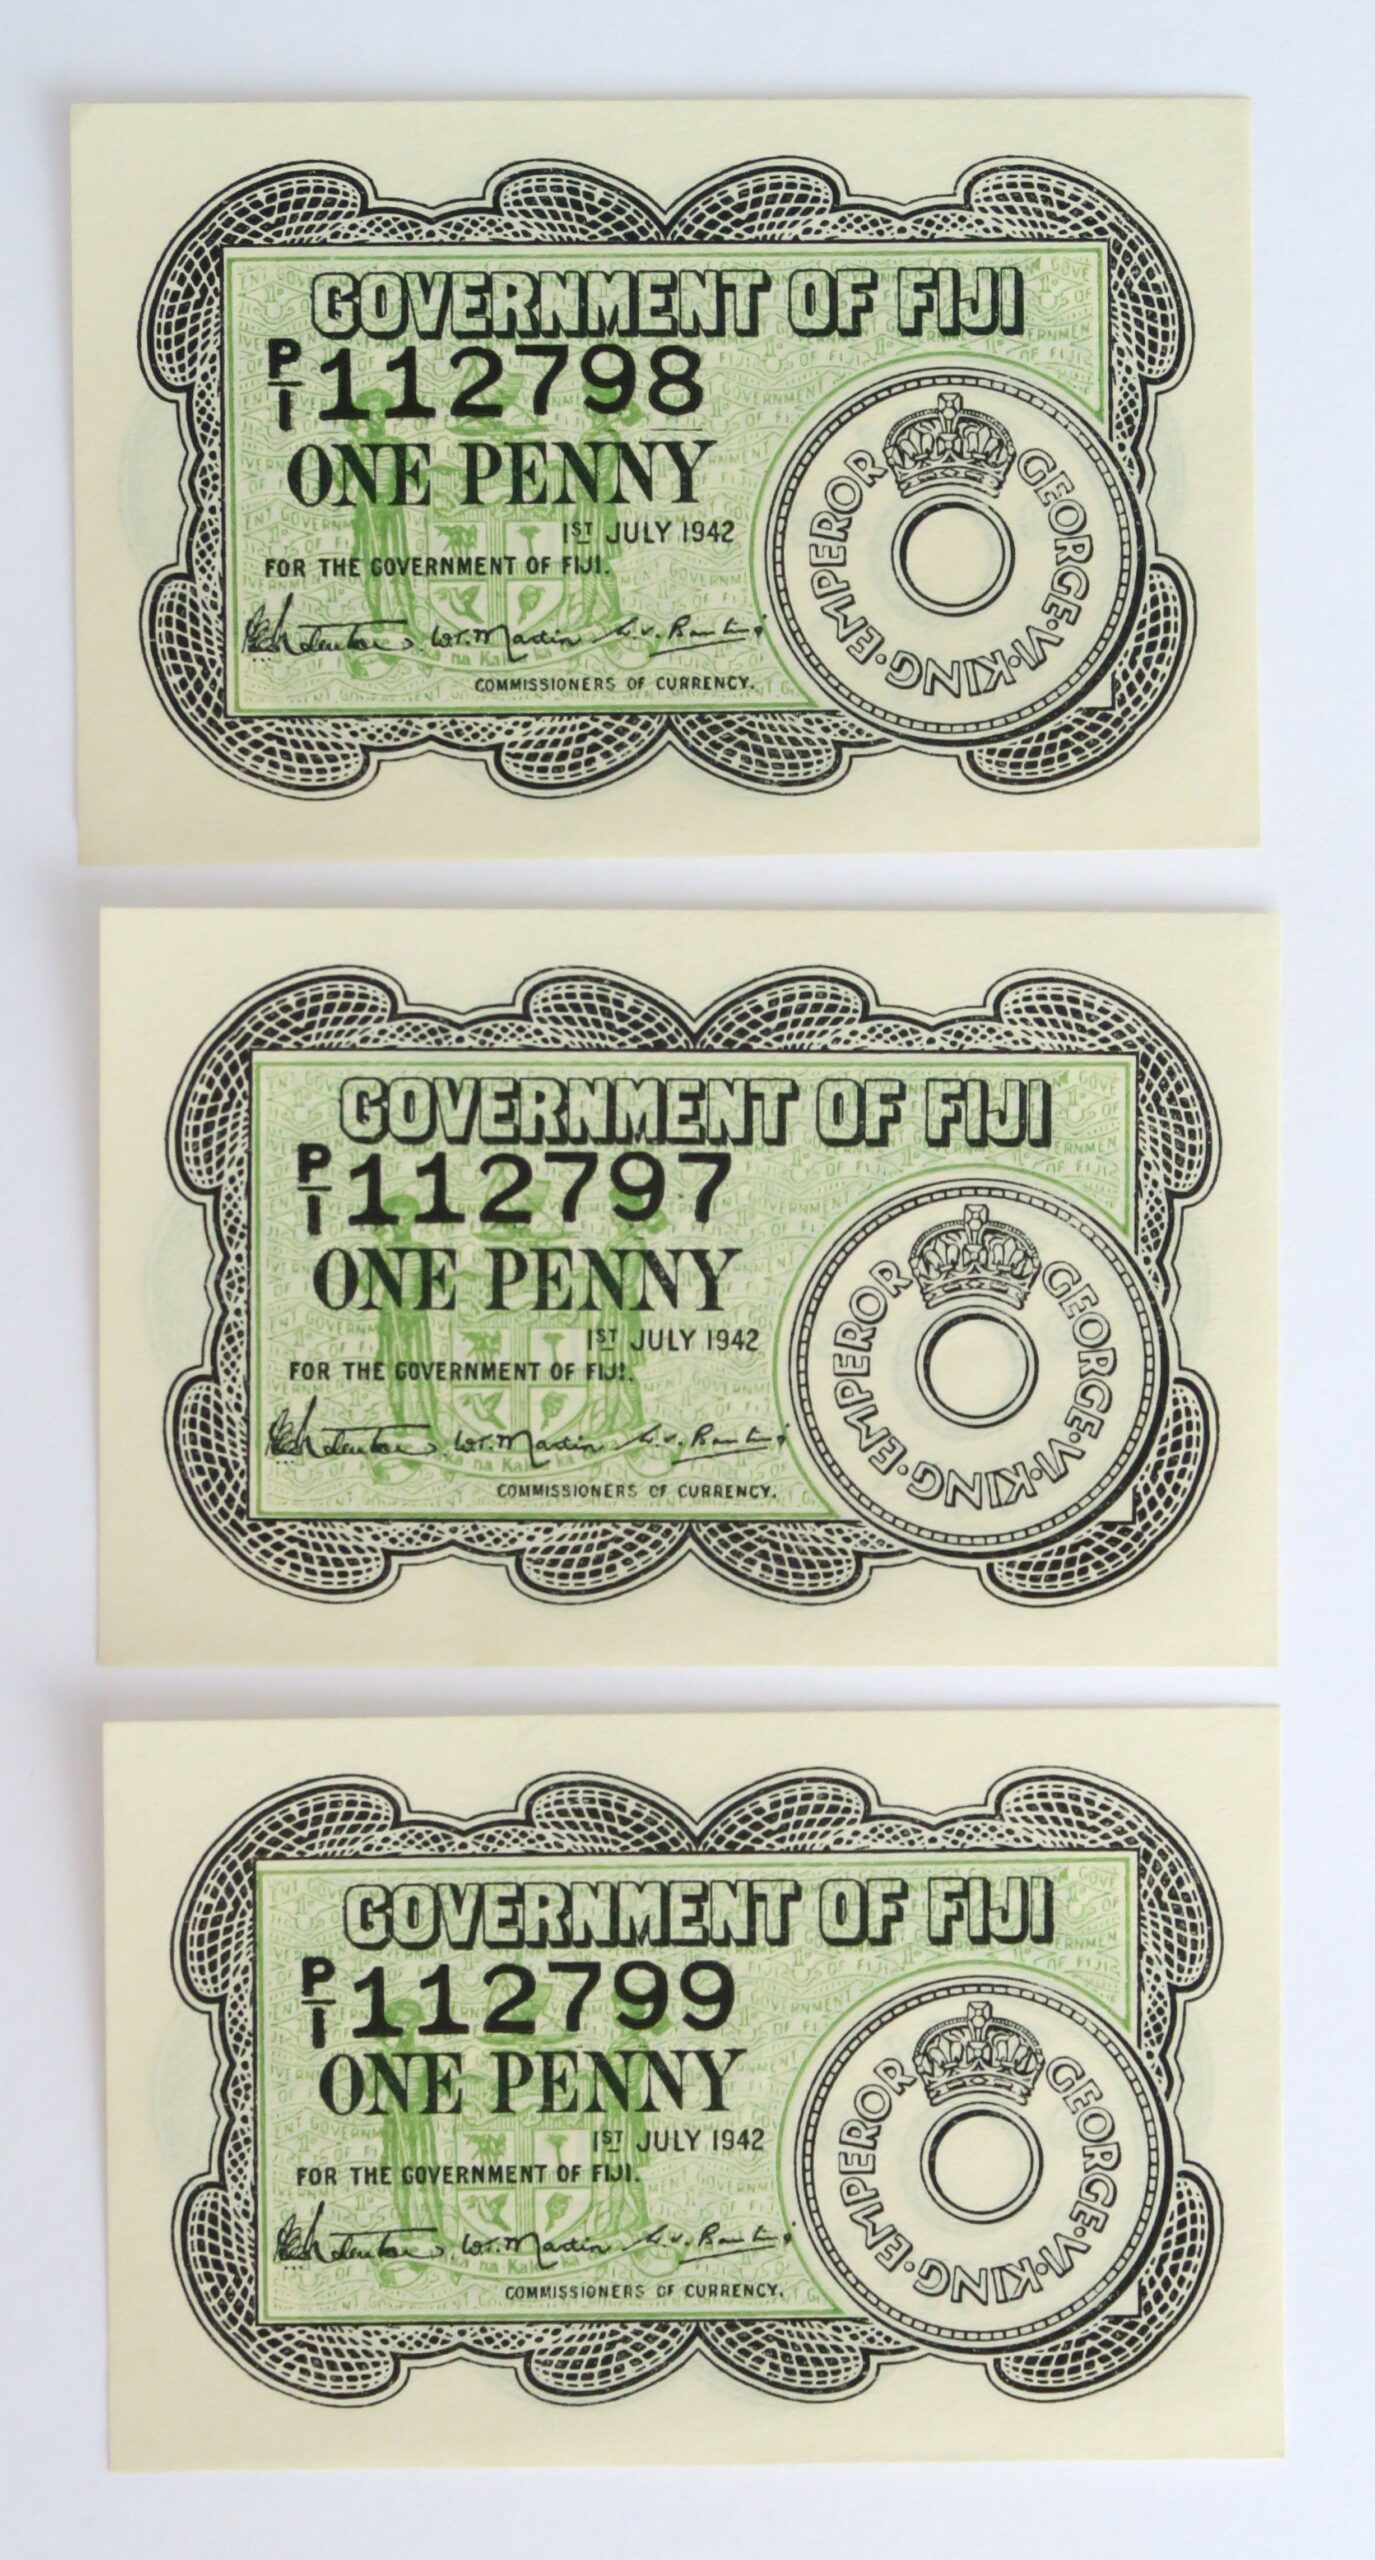 GOVERNMENT OF FIJI
P/1 112798
ONE PENNY
1ST JULY 1942
FOR THE GOVERNMENT OF FIJI.
W.T. Martin
COMMISSIONERS OF CURRENCY.
GEORGE·VI·KING·EMPEROR
GOVERNMENT OF FIJI
P/1 112797
ONE PENNY
1ST JULY 1942
FOR THE GOVERNMENT OF FIJI.
W.T. Martin
COMMISSIONERS OF CURRENCY.
GEORGE·VI·KING·EMPEROR
GOVERNMENT OF FIJI
P/1 112799
ONE PENNY
1ST JULY 1942
FOR THE GOVERNMENT OF FIJI.
W.T. Martin
COMMISSIONERS OF CURRENCY.
GEORGE·VI·KING·EMPEROR